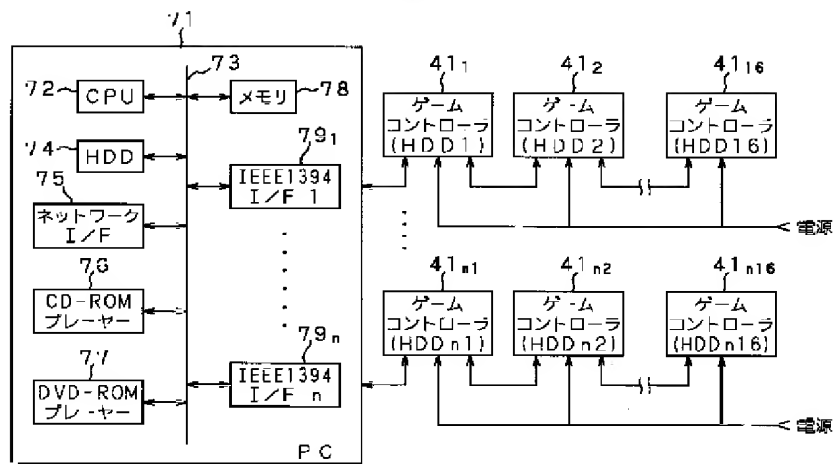 71
73
72 CPU
メモリ 78
74 HDD
79₁
IEEE1394
I/F 1
75
ネットワーク
I/F
76
CD-ROM
プレーヤー
77
DVD-ROM
プレーヤー
79ₙ
IEEE1394
I/F n
PC
41₁
ゲーム
コントローラ
(HDD1)
41₂
ゲーム
コントローラ
(HDD2)
41₁₆
ゲーム
コントローラ
(HDD16)
電源
41ₙ₁
ゲーム
コントローラ
(HDDn1)
41ₙ₂
ゲーム
コントローラ
(HDDn2)
41ₙ₁₆
ゲーム
コントローラ
(HDDn16)
電源